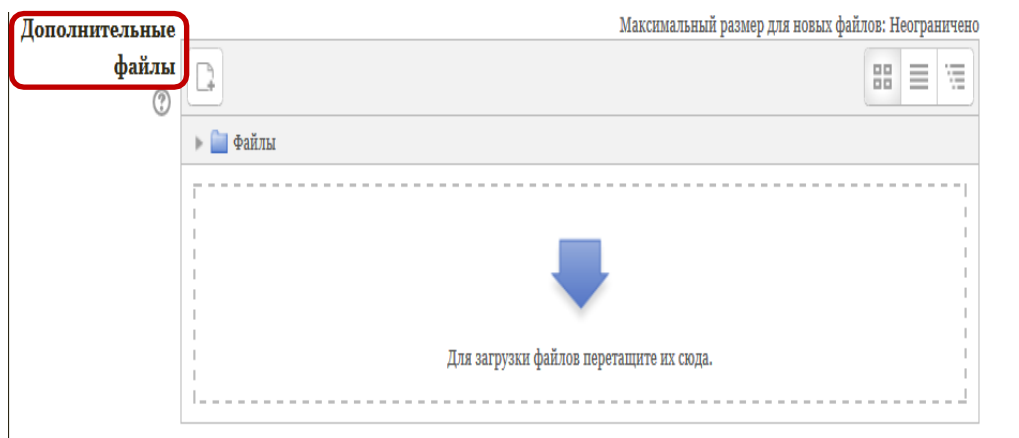 Дополнительные
файлы
Максимальный размер для новых файлов: Неограничено
Файлы
Для загрузки файлов перетащите их сюда.